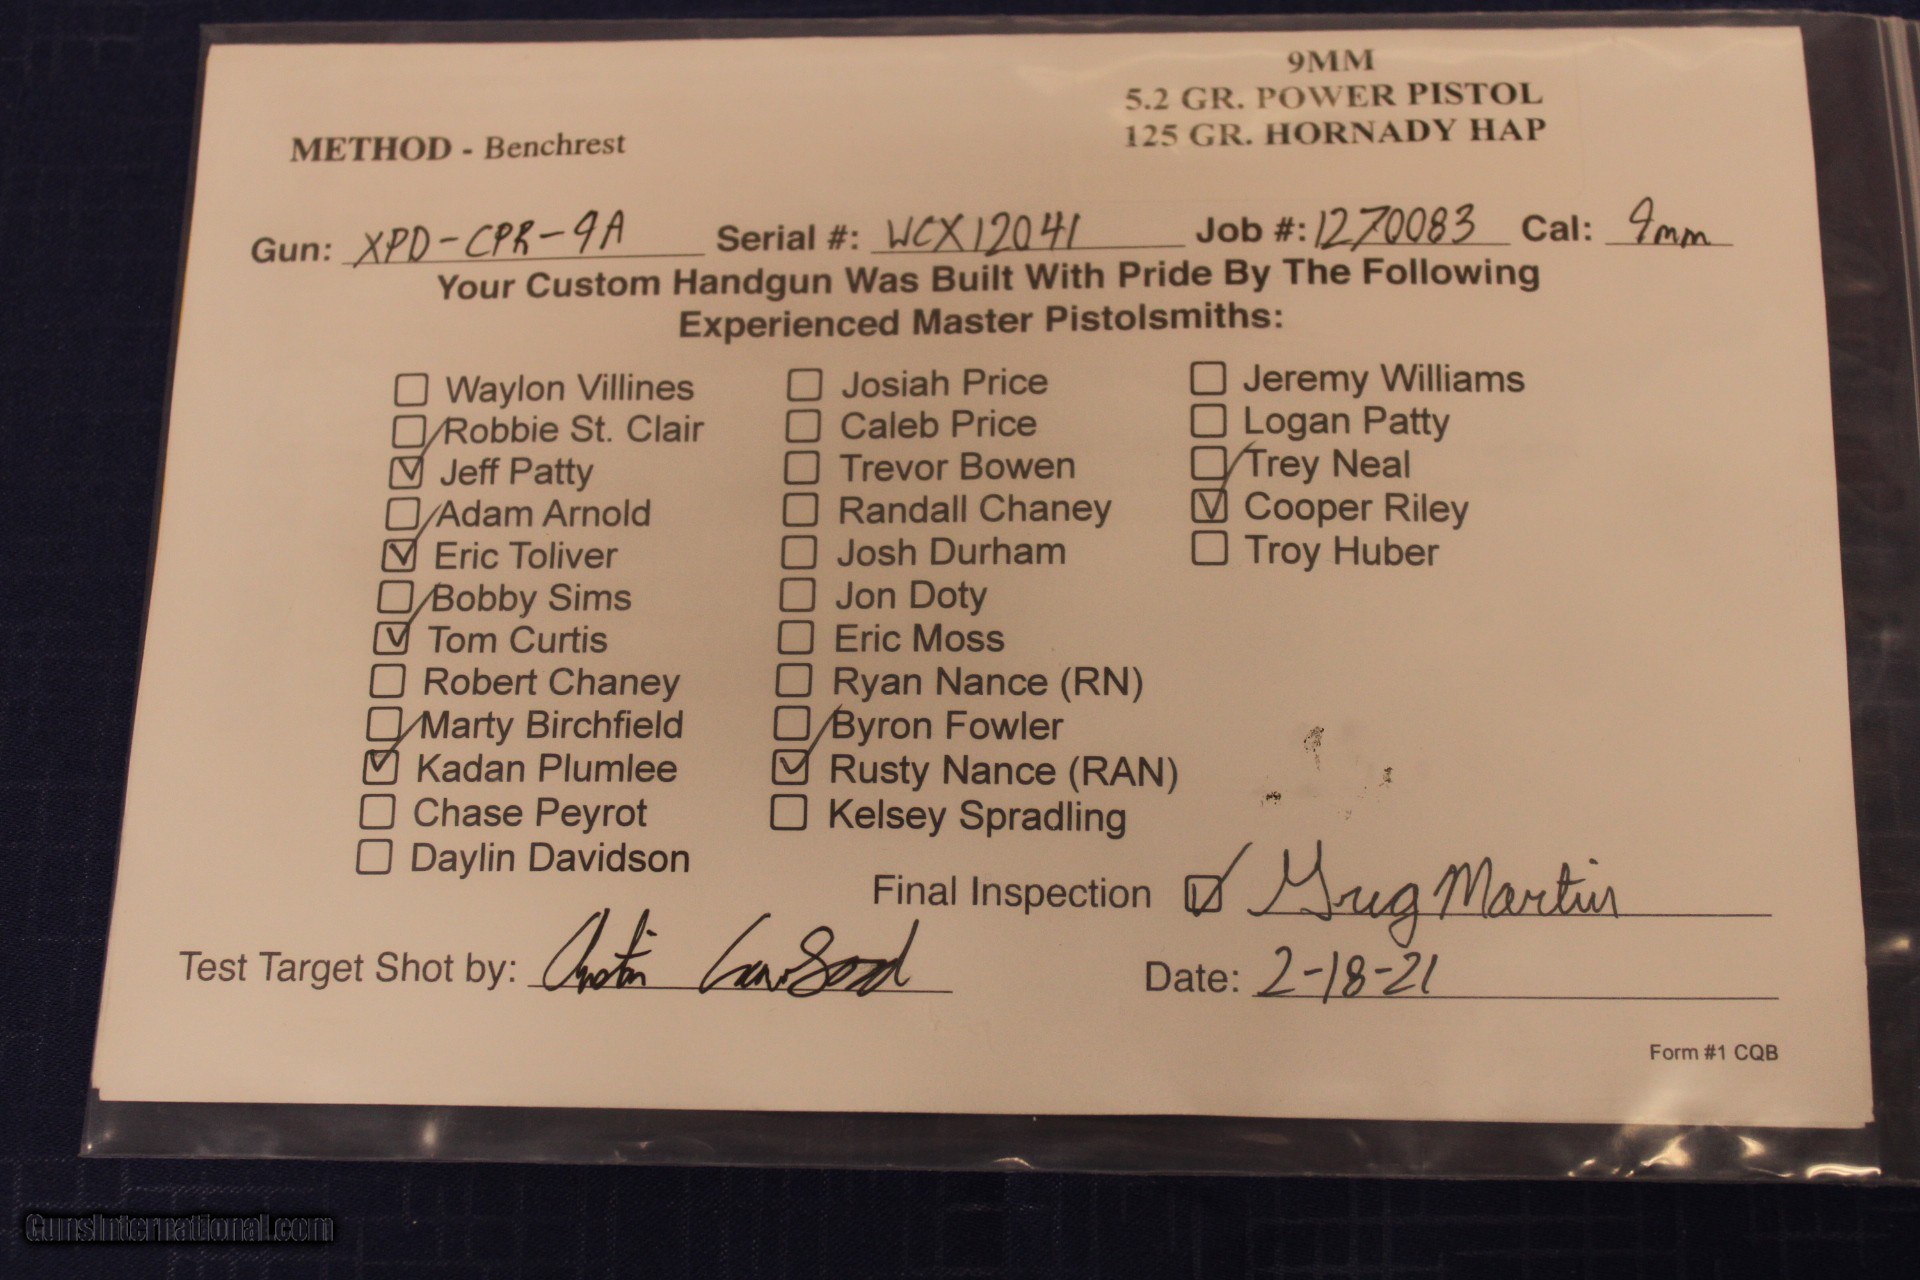 9MM
5.2 GR. POWER PISTOL
125 GR. HORNADY HAP
METHOD - Benchrest
Gun: XPD-CPR-9A Serial #: WCX12041 Job #: 1270083 Cal: 9mm
Your Custom Handgun Was Built With Pride By The Following
Experienced Master Pistolsmiths:
Waylon Villines
Robbie St. Clair
Jeff Patty
Adam Arnold
Eric Toliver
Bobby Sims
Tom Curtis
Robert Chaney
Marty Birchfield
Kadan Plumlee
Chase Peyrot
Daylin Davidson
Josiah Price
Caleb Price
Trevor Bowen
Randall Chaney
Josh Durham
Jon Doty
Eric Moss
Ryan Nance (RN)
Byron Fowler
Rusty Nance (RAN)
Kelsey Spradling
Jeremy Williams
Logan Patty
Trey Neal
Cooper Riley
Troy Huber
Final Inspection Greg Martin
Test Target Shot by:
Date: 2-18-21
Form #1 CQB
GunsInternational.com